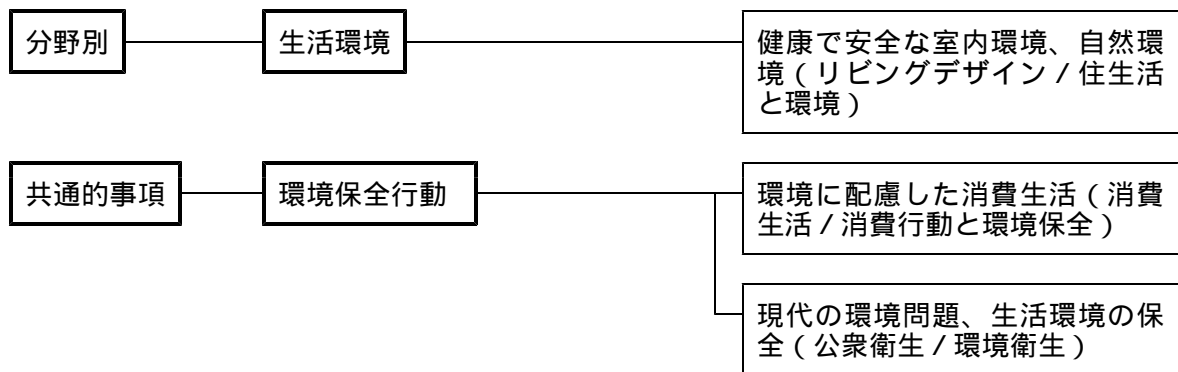 分野別
生活環境
健康で安全な室内環境、自然環
境(リビングデザイン/住生活
と環境)
共通的事項
環境保全行動
環境に配慮した消費生活(消費
生活/消費行動と環境保全)
現代の環境問題、生活環境の保
全(公衆衛生/環境衛生)